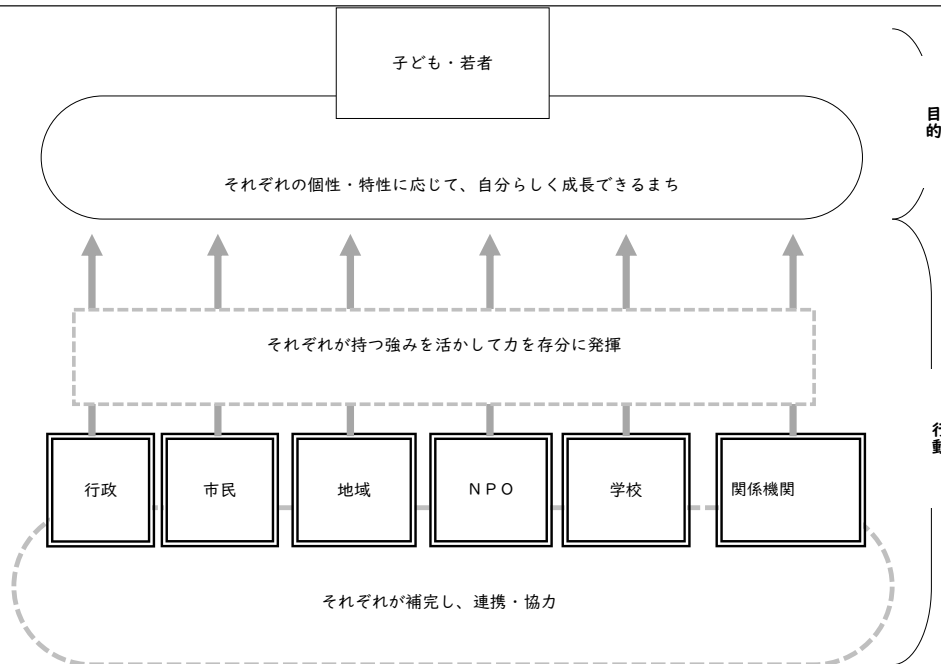 子ども・若者
目的
それぞれの個性・特性に応じて、自分らしく成長できるまち
それぞれが持つ強みを活かして力を存分に発揮
行動
行政
市民
地域
ＮＰＯ
学校
関係機関
それぞれが補完し、連携・協力